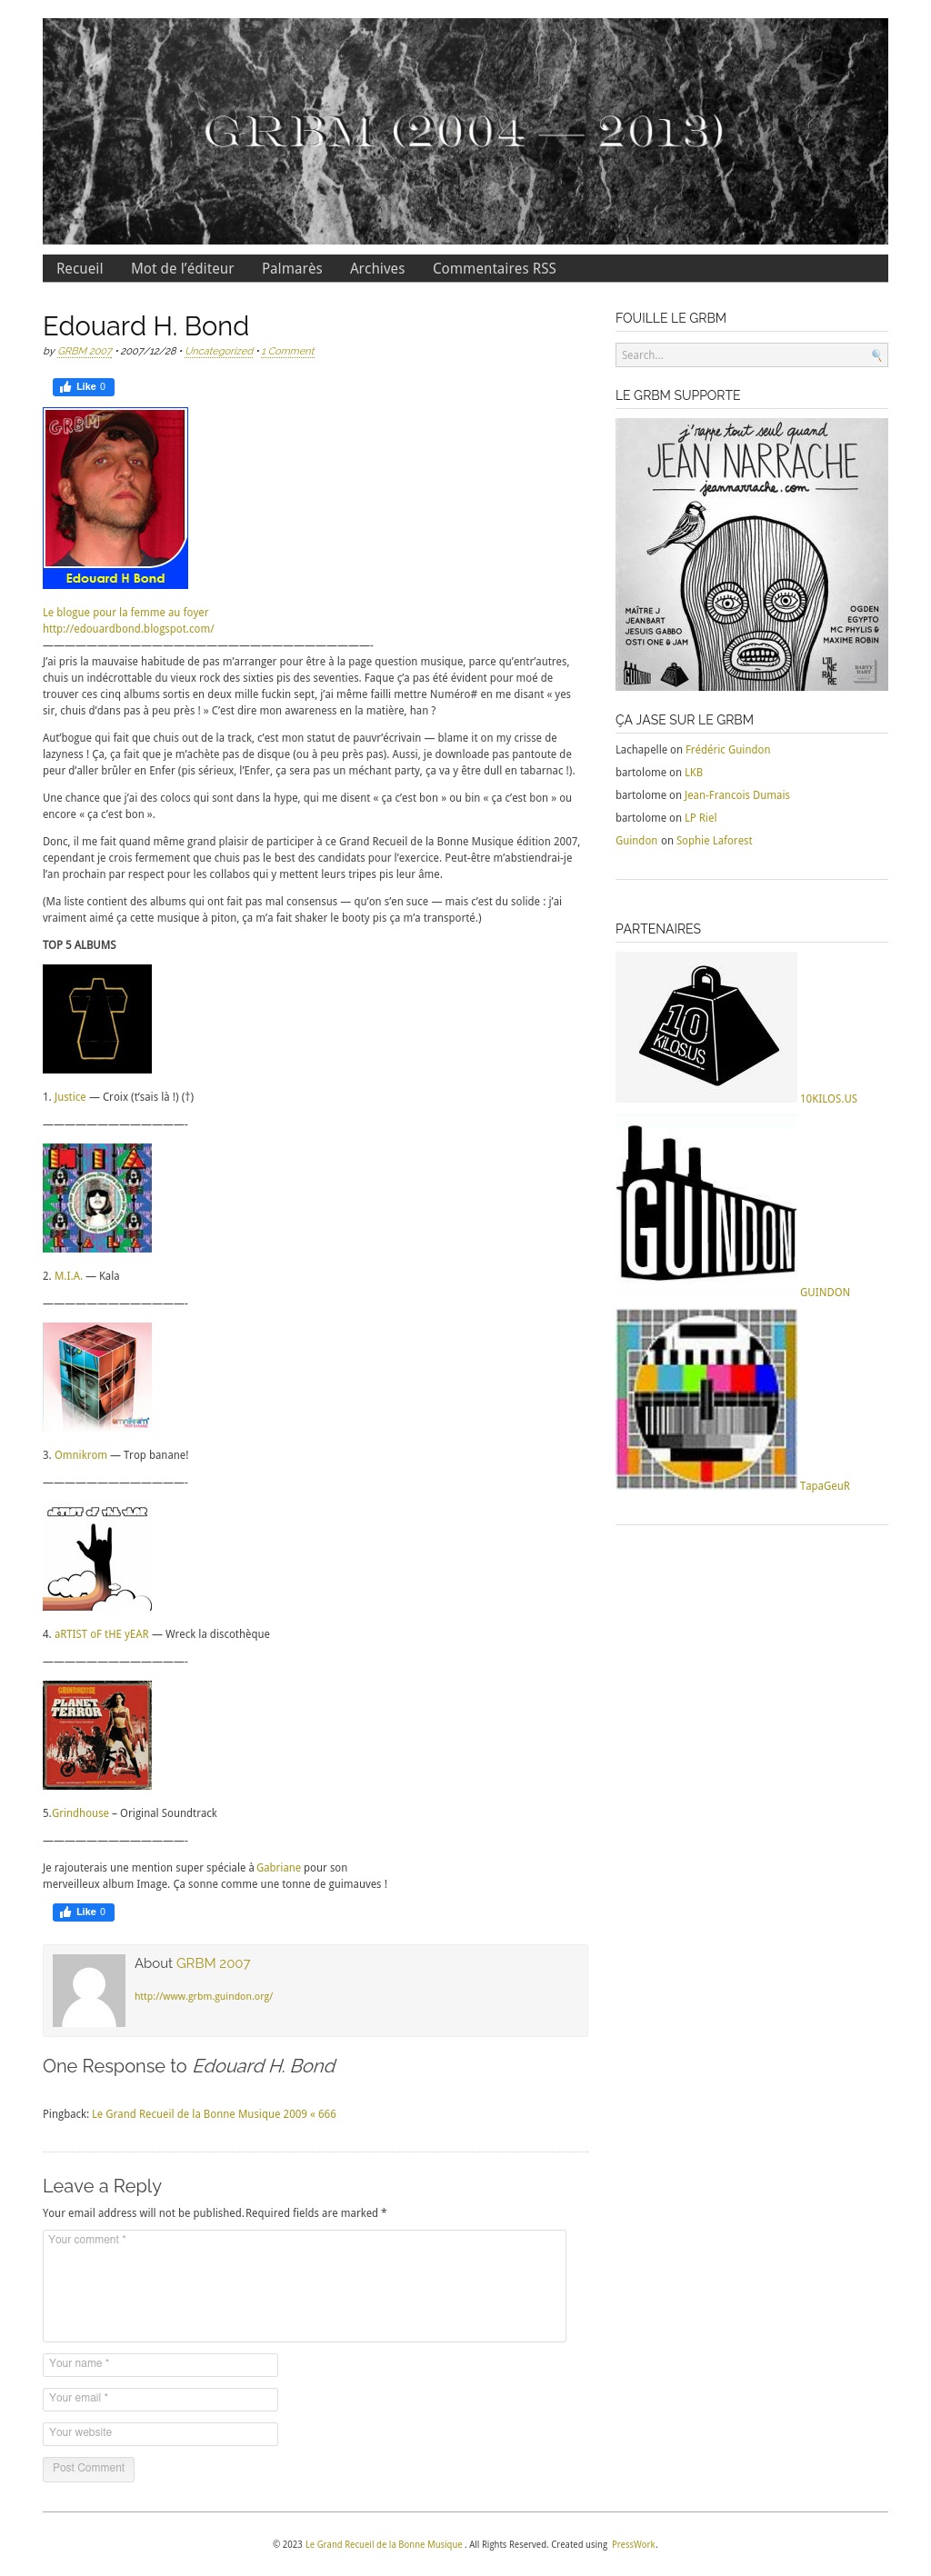 GRBM (2004 — 2013)
Recueil Mot de l’éditeur Palmarès Archives Commentaires RSS
Edouard H. Bond
by GRBM 2007 • 2007/12/28 • Uncategorized • 1 Comment
Like 0
GRBM
Edouard H Bond
Le blogue pour la femme au foyer
http://edouardbond.blogspot.com/
——————————————————————————————-
J’ai pris la mauvaise habitude de pas m’arranger pour être à la page question musique, parce qu’entr’autres,
chuis un indécrottable du vieux rock des sixties pis des seventies. Faque ç’a pas été évident pour moé de
trouver ces cinq albums sortis en deux mille fuckin sept, j’ai même failli mettre Numéro# en me disant « yes
sir, chuis d’dans pas à peu près ! » C’est dire mon awareness en la matière, han ?
Aut’bogue qui fait que chuis out de la track, c’est mon statut de pauvr’écrivain — blame it on my crisse de
lazyness ! Ça, ça fait que je m’achète pas de disque (ou à peu près pas). Aussi, je downloade pas pantoute de
peur d’aller brûler en Enfer (pis sérieux, l’Enfer, ça sera pas un méchant party, ça va y être dull en tabarnac !).
Une chance que j’ai des colocs qui sont dans la hype, qui me disent « ça c’est bon » ou bin « ça c’est bon » ou
encore « ça c’est bon ».
Donc, il me fait quand même grand plaisir de participer à ce Grand Recueil de la Bonne Musique édition 2007,
cependant je crois fermement que chuis pas le best des candidats pour l’exercice. Peut-être m’abstiendrai-je
l’an prochain par respect pour les collabos qui y mettent leurs tripes pis leur âme.
(Ma liste contient des albums qui ont fait pas mal consensus — qu’on s’en suce — mais c’est du solide : j’ai
vraiment aimé ça cette musique à piton, ça m’a fait shaker le booty pis ça m’a transporté.)
TOP 5 ALBUMS
1. Justice — Croix (t’sais là !) (†)
—————————————-
MIA
KALA
2. M.I.A. — Kala
—————————————-
omnikrom
3. Omnikrom — Trop banane!
—————————————-
ARTIST OF THE YEAR
4. aRTIST oF tHE yEAR — Wreck la discothèque
—————————————-
GRINDHOUSE
PLANET TERROR
5.Grindhouse – Original Soundtrack
—————————————-
Je rajouterais une mention super spéciale à Gabriane pour son
merveilleux album Image. Ça sonne comme une tonne de guimauves !
Like 0
About GRBM 2007
http://www.grbm.guindon.org/
One Response to Edouard H. Bond
Pingback: Le Grand Recueil de la Bonne Musique 2009 « 666
Leave a Reply
Your email address will not be published. Required fields are marked *
Your comment *
Your name *
Your email *
Your website
Post Comment
FOUILLE LE GRBM
Search...
LE GRBM SUPPORTE
j’rappe tout seul quand
JEAN NARRACHE
jeannarrache.com
MAÎTRE J
JEANBART
JESUIS GABBO
OSTI ONE & JAM
OGDEN
EGYPTO
MC PHYLIS &
MAXIME ROBIN
ÇA JASE SUR LE GRBM
Lachapelle on Frédéric Guindon
bartolome on LKB
bartolome on Jean-Francois Dumais
bartolome on LP Riel
Guindon on Sophie Laforest
PARTENAIRES
10
KILOS.US
10KILOS.US
GUINDON
GUINDON
TapaGeuR
© 2023 Le Grand Recueil de la Bonne Musique . All Rights Reserved. Created using PressWork.